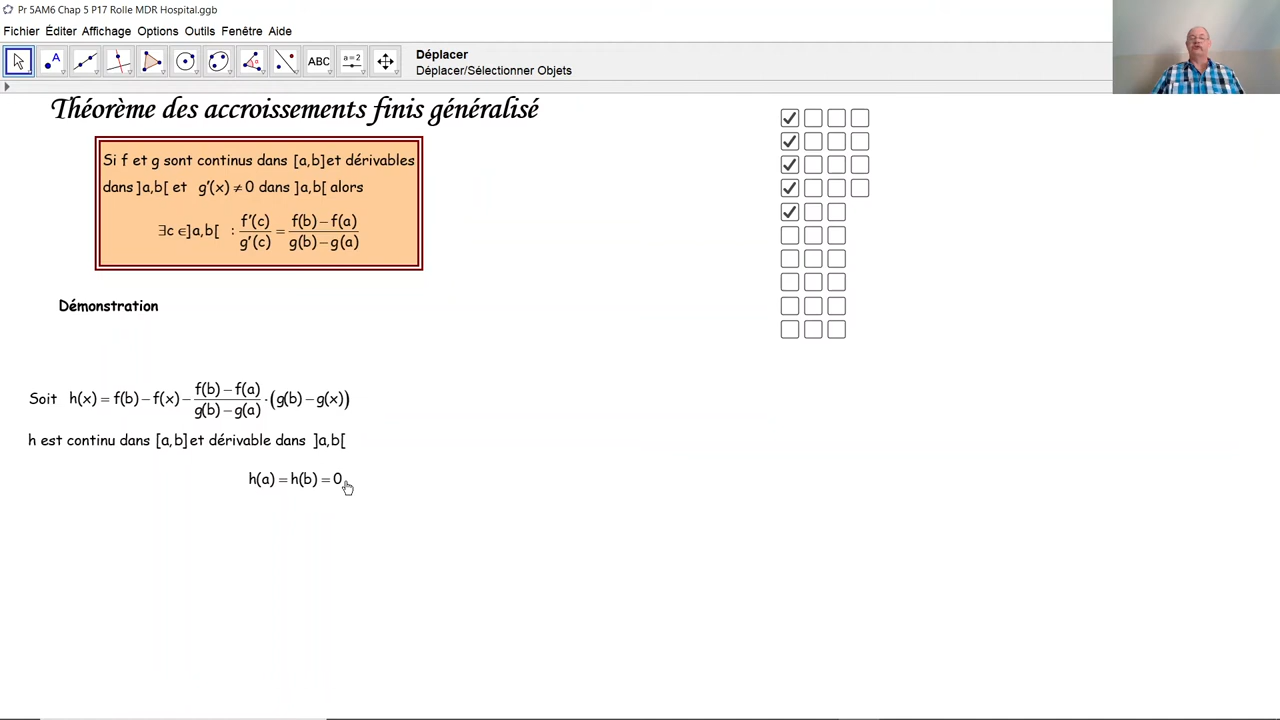 Pr 5AM6 Chap 5 P17 Rolle MDR Hospital.ggb
Fichier Éditer Affichage Options Outils Fenêtre Aide
A ABC a=2
Déplacer
Déplacer/Sélectionner Objets
Théorème des accroissements finis généralisé
Si f et g sont continus dans [a,b] et dérivables
dans ]a,b[ et g'(x) ≠ 0 dans ]a,b[ alors
∃c ∈]a,b[ : f'(c)/g'(c) = (f(b) − f(a))/(g(b) − g(a))
Démonstration
Soit h(x) = f(b) − f(x) − (f(b) − f(a))/(g(b) − g(a)) · (g(b) − g(x))
h est continu dans [a,b] et dérivable dans ]a,b[
h(a) = h(b) = 0